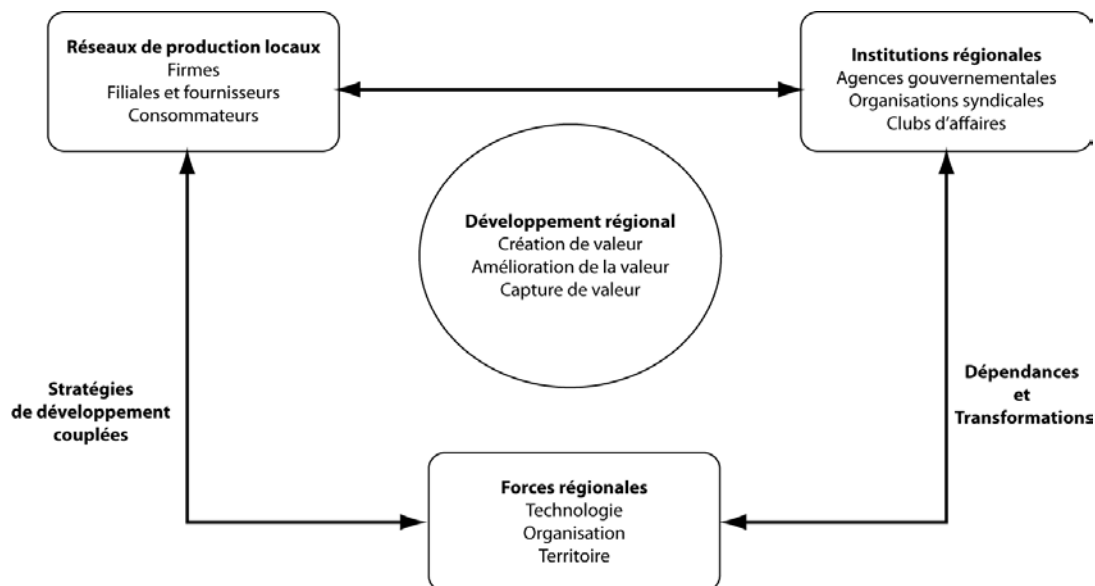 Réseaux de production locaux
Firmes
Filiales et fournisseurs
Consommateurs
Institutions régionales
Agences gouvernementales
Organisations syndicales
Clubs d'affaires
Développement régional
Création de valeur
Amélioration de la valeur
Capture de valeur
Stratégies
de développement
couplées
Dépendances
et
Transformations
Forces régionales
Technologie
Organisation
Territoire